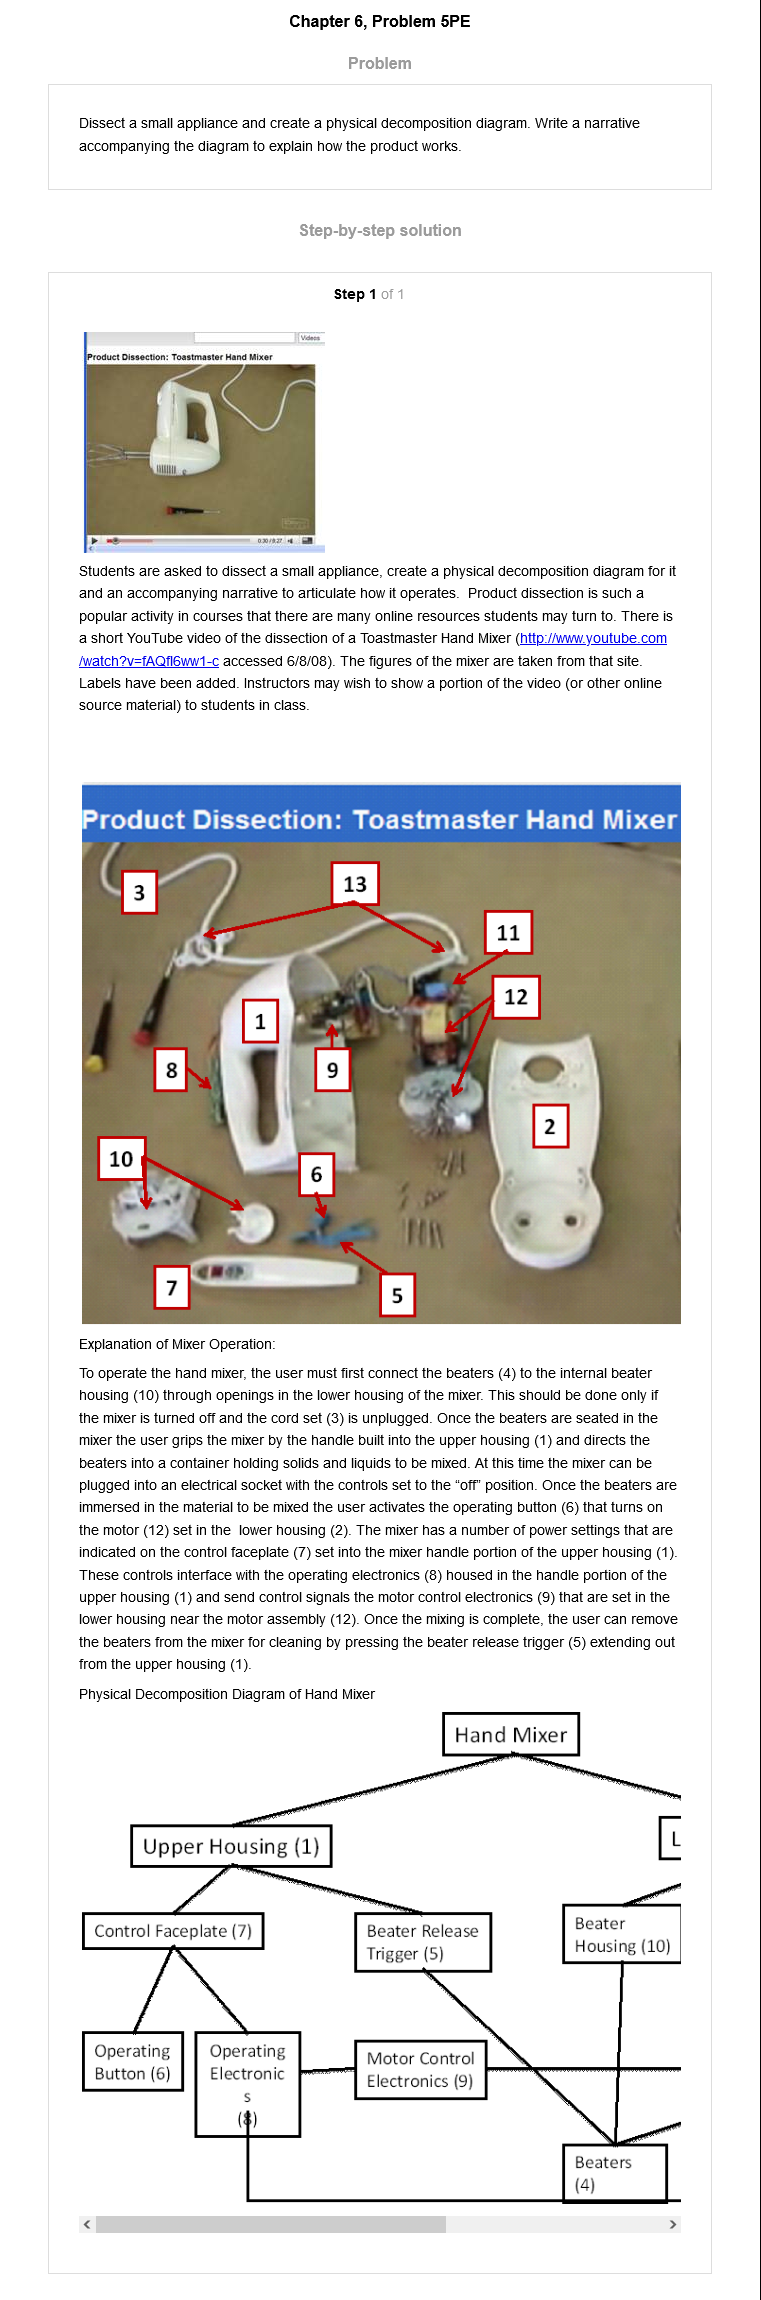 Chapter 6, Problem 5PE
Problem
Dissect a small appliance and create a physical decomposition diagram. Write a narrative
accompanying the diagram to explain how the product works.
Step-by-step solution
Step 1 of 1
Videos
Product Dissection: Toastmaster Hand Mixer
0:30 / 8:27
Students are asked to dissect a small appliance, create a physical decomposition diagram for it
and an accompanying narrative to articulate how it operates.  Product dissection is such a
popular activity in courses that there are many online resources students may turn to. There is
a short YouTube video of the dissection of a Toastmaster Hand Mixer (http://www.youtube.com
/watch?v=fAQfl6ww1-c accessed 6/8/08). The figures of the mixer are taken from that site.
Labels have been added. Instructors may wish to show a portion of the video (or other online
source material) to students in class.
Product Dissection: Toastmaster Hand Mixer
3
13
11
12
1
8
9
2
10
6
7
5
Explanation of Mixer Operation:
To operate the hand mixer, the user must first connect the beaters (4) to the internal beater
housing (10) through openings in the lower housing of the mixer. This should be done only if
the mixer is turned off and the cord set (3) is unplugged. Once the beaters are seated in the
mixer the user grips the mixer by the handle built into the upper housing (1) and directs the
beaters into a container holding solids and liquids to be mixed. At this time the mixer can be
plugged into an electrical socket with the controls set to the “off” position. Once the beaters are
immersed in the material to be mixed the user activates the operating button (6) that turns on
the motor (12) set in the  lower housing (2). The mixer has a number of power settings that are
indicated on the control faceplate (7) set into the mixer handle portion of the upper housing (1).
These controls interface with the operating electronics (8) housed in the handle portion of the
upper housing (1) and send control signals the motor control electronics (9) that are set in the
lower housing near the motor assembly (12). Once the mixing is complete, the user can remove
the beaters from the mixer for cleaning by pressing the beater release trigger (5) extending out
from the upper housing (1).
Physical Decomposition Diagram of Hand Mixer
Hand Mixer
Upper Housing (1)
L
Control Faceplate (7)
Beater Release
Trigger (5)
Beater
Housing (10)
Operating
Button (6)
Operating
Electronic
s
(8)
Motor Control
Electronics (9)
Beaters
(4)